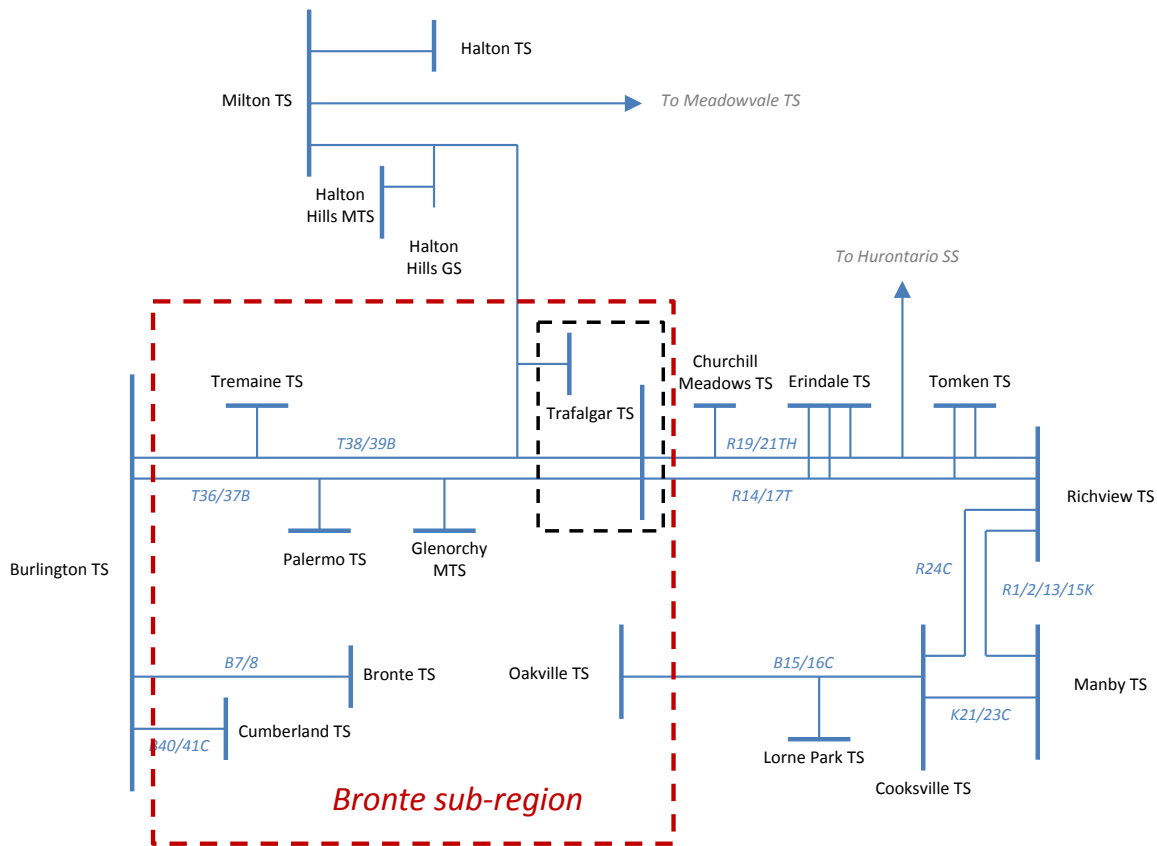 Halton TS
Milton TS
To Meadowvale TS
Halton
Hills MTS
Halton
Hills GS
To Hurontario SS
Tremaine TS
Churchill
Meadows TS
Erindale TS
Tomken TS
Trafalgar TS
T38/39B
R19/21TH
T36/37B
R14/17T
Richview TS
Palermo TS
Glenorchy
MTS
Burlington TS
R24C
R1/2/13/15K
B7/8
Bronte TS
Oakville TS
B15/16C
Manby TS
K21/23C
Cumberland TS
B40/41C
Lorne Park TS
Cooksville TS
Bronte sub-region